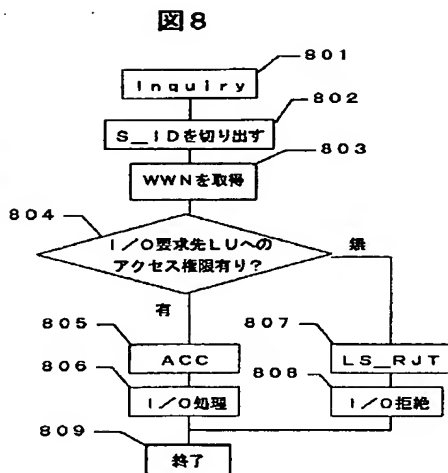 図8
801
Inquiry
802
S_IDを切り出す
803
WWNを取得
804
I/O要求先LUへの
アクセス権限有り?
無
有
805
ACC
807
LS_RJT
806
I/O処理
808
I/O拒絶
809
終了